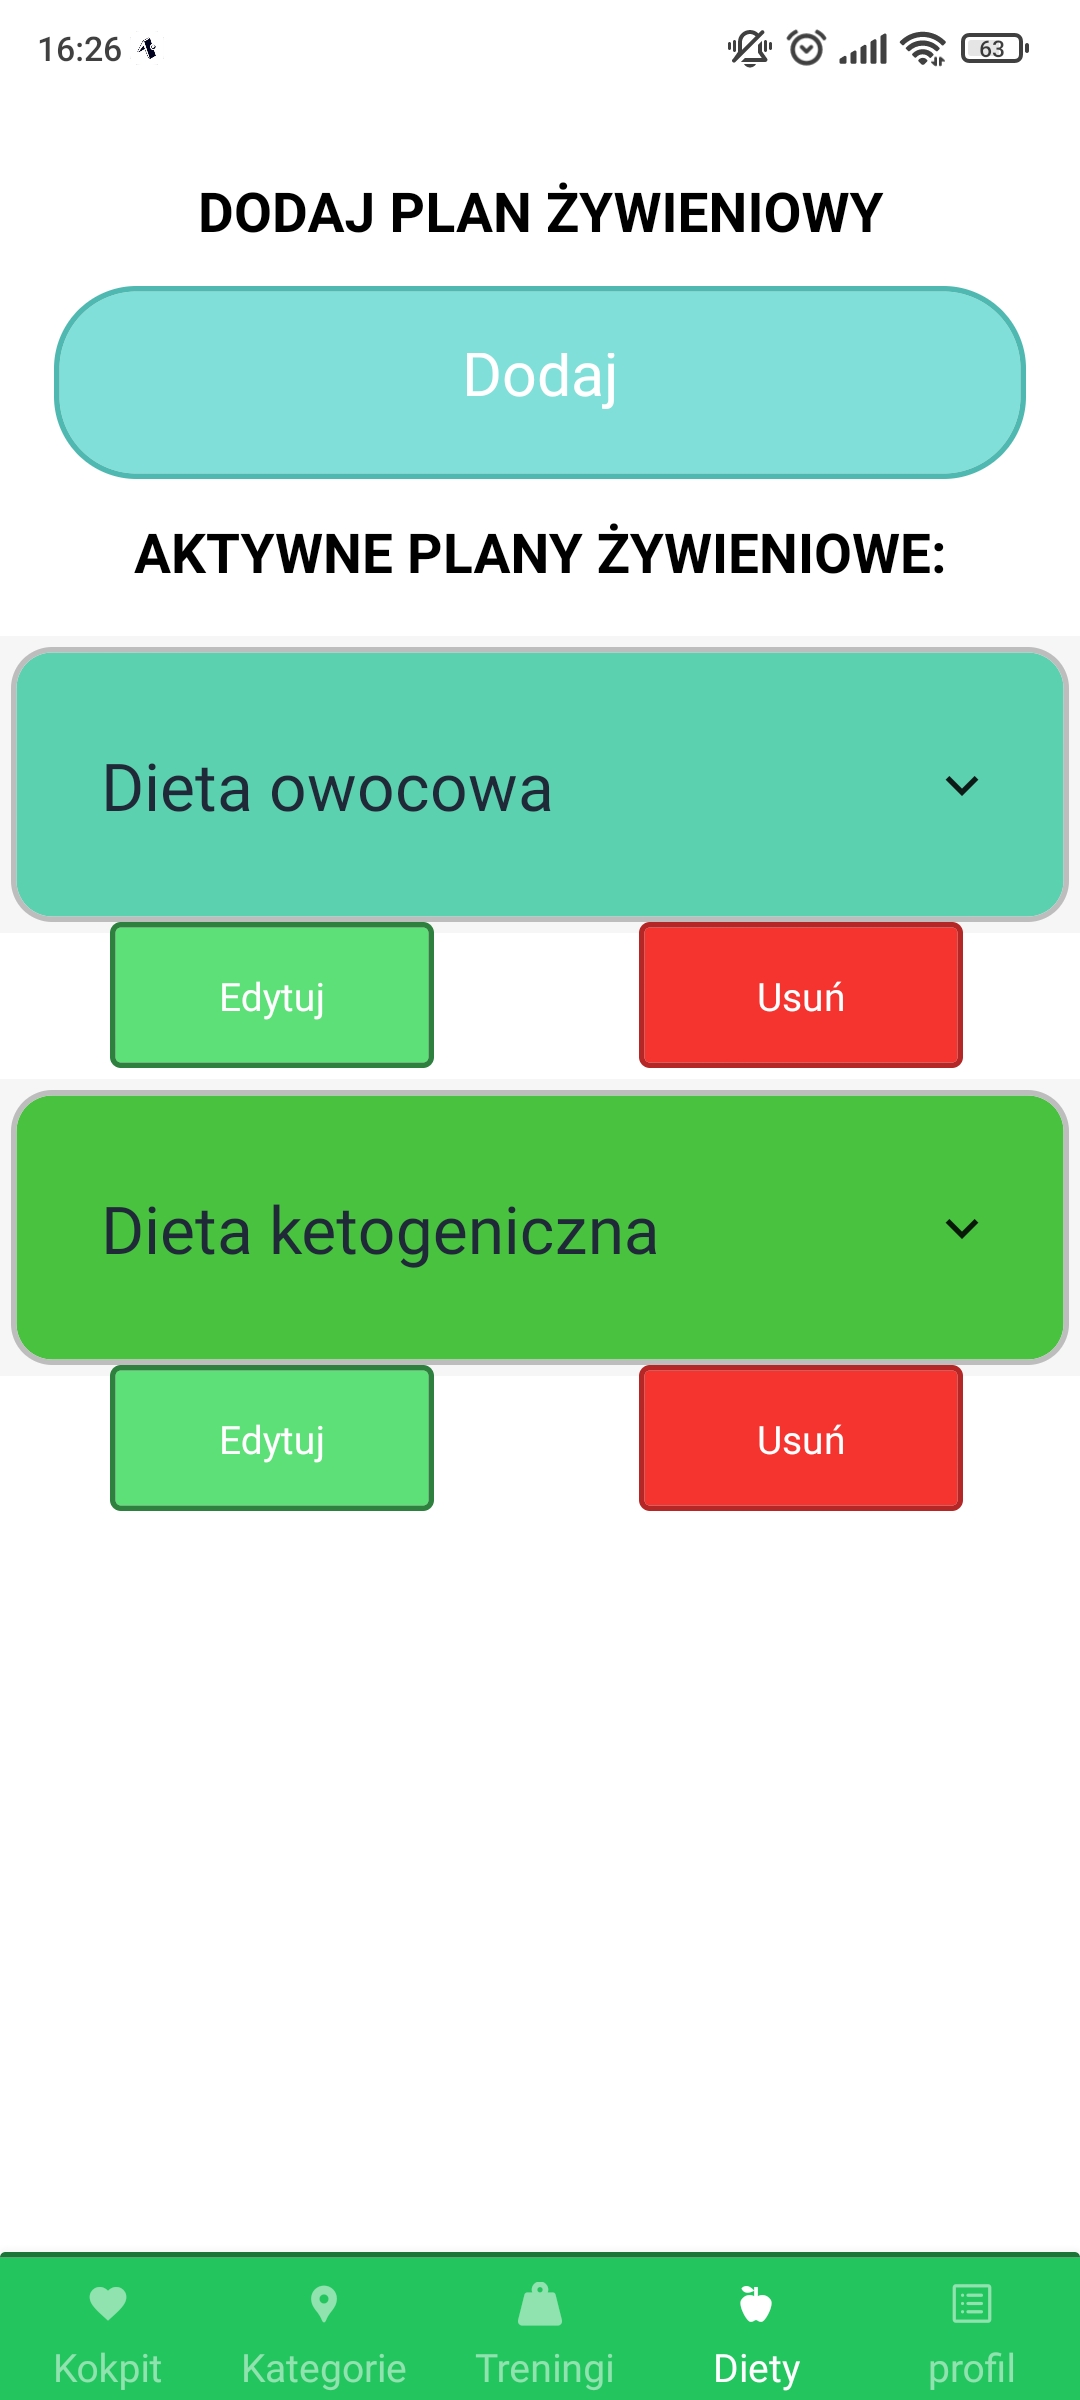 16:26
63
DODAJ PLAN ŻYWIENIOWY
Dodaj
AKTYWNE PLANY ŻYWIENIOWE:
Dieta owocowa
Edytuj
Usuń
Dieta ketogeniczna
Edytuj
Usuń
Kokpit
Kategorie
Treningi
Diety
profil